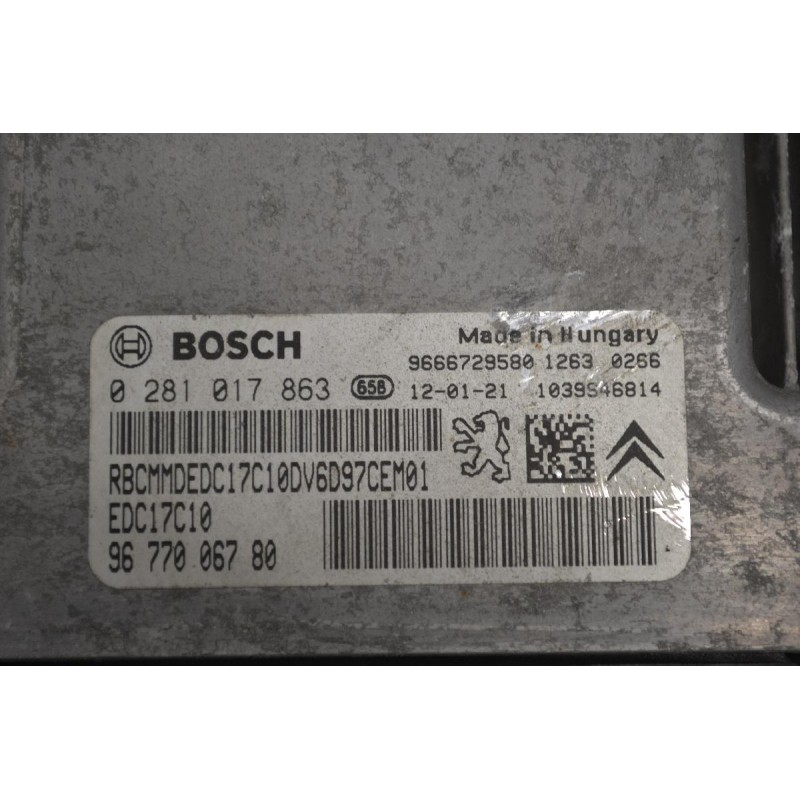 BOSCH
Made in Hungary
9666729580 1263 0266
0 281 017 863 658 12-01-21 1039S46814
RBCMMDEDC17C10DV6D97CEM01
EDC17C10
96 770 067 80